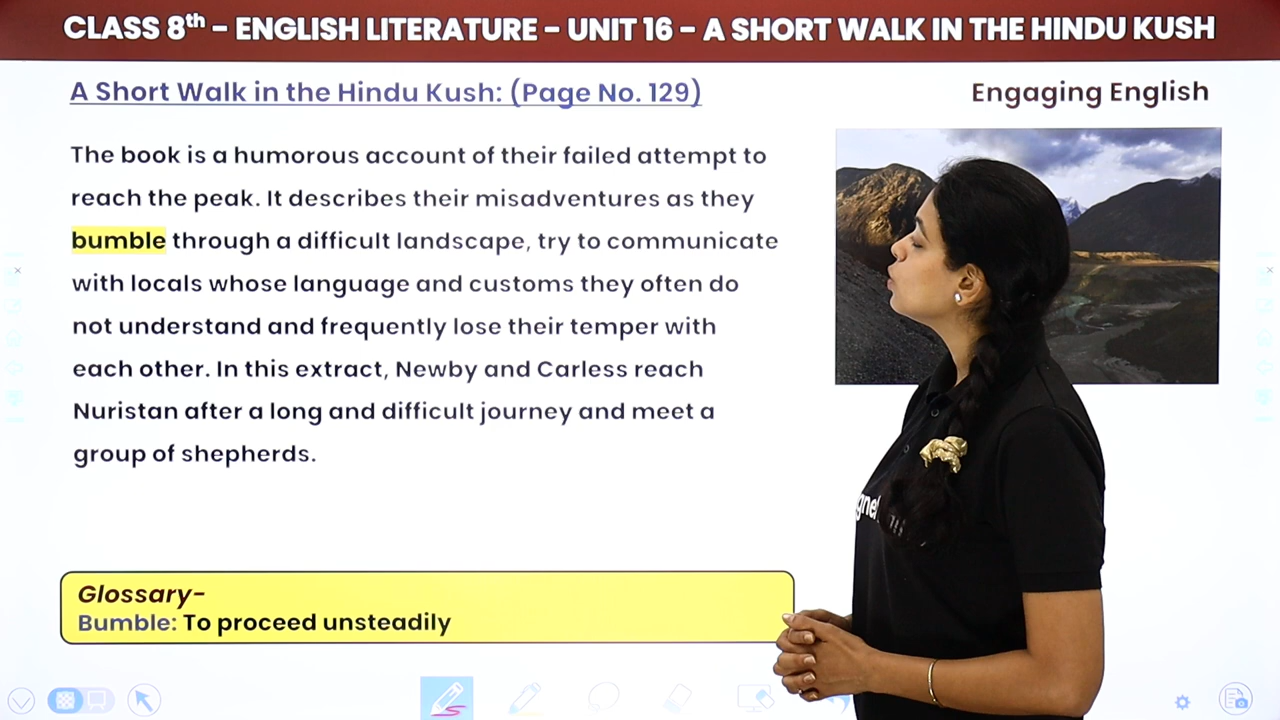 CLASS 8th – ENGLISH LITERATURE – UNIT 16 – A SHORT WALK IN THE HINDU KUSH
A Short Walk in the Hindu Kush: (Page No. 129)
Engaging English
The book is a humorous account of their failed attempt to
reach the peak. It describes their misadventures as they
bumble through a difficult landscape, try to communicate
with locals whose language and customs they often do
not understand and frequently lose their temper with
each other. In this extract, Newby and Carless reach
Nuristan after a long and difficult journey and meet a
group of shepherds.
Glossary-
Bumble: To proceed unsteadily